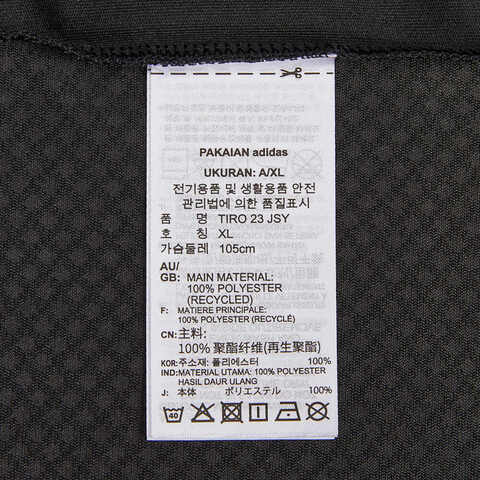 PAKAIAN adidas
UKURAN: A/XL
전기용품 및 생활용품 안전
관리법에 의한 품질표시
품 명 TIRO 23 JSY
호 칭 XL
가슴둘레 105cm
AU/
GB: MAIN MATERIAL:
100% POLYESTER
(RECYCLED)
F: MATIERE PRINCIPALE:
100% POLYESTER (RECYCLÉ)
CN: 主料:
100% 聚酯纤维(再生聚酯)
KOR: 주소재: 폴리에스터 100%
IND: MATERIAL UTAMA: 100% POLYESTER
HASIL DAUR ULANG
J: 本体 ポリエステル 100%
40